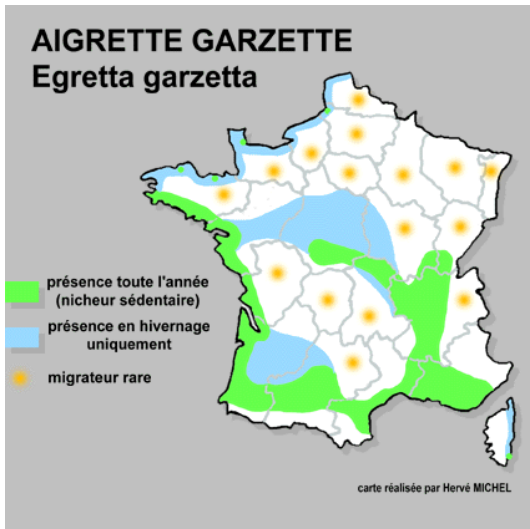 AIGRETTE GARZETTE
Egretta garzetta
présence toute l'année
(nicheur sédentaire)
présence en hivernage
uniquement
migrateur rare
carte réalisée par Hervé MICHEL